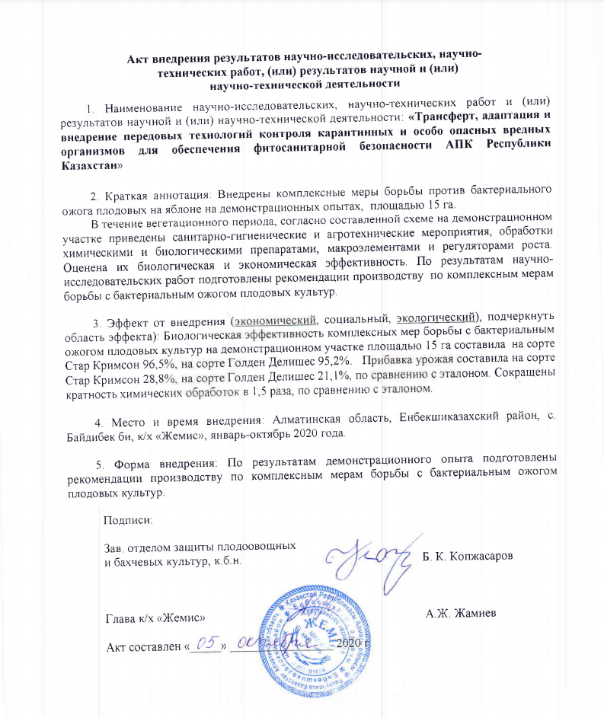 Акт внедрения результатов научно-исследовательских, научно-
технических работ, (или) результатов научной и (или)
научно-технической деятельности
1. Наименование научно-исследовательских, научно-технических работ и (или)
результатов научной и (или) научно-технической деятельности: «Трансферт, адаптация и
внедрение передовых технологий контроля карантинных и особо опасных вредных
организмов для обеспечения фитосанитарной безопасности АПК Республики
Казахстан»
2. Краткая аннотация: Внедрены комплексные меры борьбы против бактериального
ожога плодовых на яблоне на демонстрационных опытах, площадью 15 га.
В течение вегетационного периода, согласно составленной схеме на демонстрационном
участке приведены санитарно-гигиенические и агротехнические мероприятия, обработки
химическими и биологическими препаратами, макроэлементами и регуляторами роста.
Оценена их биологическая и экономическая эффективность. По результатам научно-
исследовательских работ подготовлены рекомендации производству по комплексным мерам
борьбы с бактериальным ожогом плодовых культур.
3. Эффект от внедрения (экономический, социальный, экологический), подчеркнуть
область эффекта): Биологическая эффективность комплексных мер борьбы с бактериальным
ожогом плодовых культур на демонстрационном участке площадью 15 га составила на сорте
Стар Кримсон 96,5%, на сорте Голден Делишес 95,2%. Прибавка урожая составила на сорте
Стар Кримсон 28,8%, на сорте Голден Делишес 21,1%, по сравнению с эталоном. Сокращены
кратность химических обработок в 1,5 раза, по сравнению с эталоном.
4. Место и время внедрения: Алматинская область, Енбекшиказахский район, с.
Байдибек би, к/х «Жемис», январь-октябрь 2020 года.
5. Форма внедрения: По результатам демонстрационного опыта подготовлены
рекомендации производству по комплексным мерам борьбы с бактериальным ожогом
плодовых культур.
Подписи:
Зав. отделом защиты плодоовощных
и бахчевых культур, к.б.н.
Б. К. Копжасаров
Глава к/х «Жемис»
А.Ж. Жамиев
Акт составлен « 05 » октября 2020 г